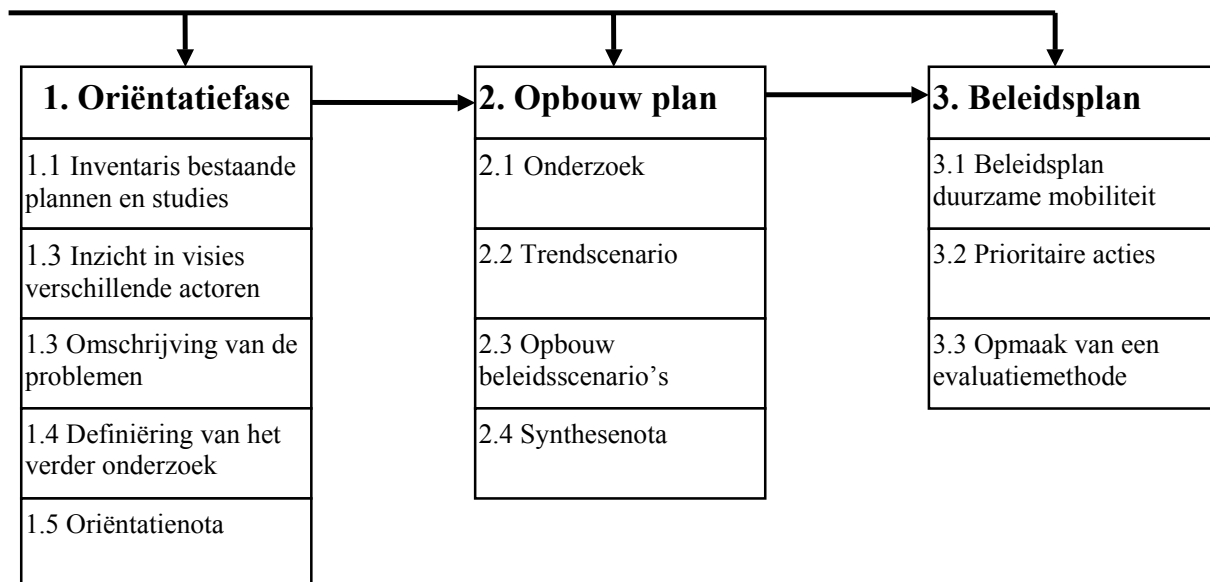 1. Oriëntatiefase
1.1 Inventaris bestaande
plannen en studies
1.3 Inzicht in visies
verschillende actoren
1.3 Omschrijving van de
problemen
1.4 Definiëring van het
verder onderzoek
1.5 Oriëntatienota
2. Opbouw plan
2.1 Onderzoek
2.2 Trendscenario
2.3 Opbouw
beleidsscenario’s
2.4 Synthesenota
3. Beleidsplan
3.1 Beleidsplan
duurzame mobiliteit
3.2 Prioritaire acties
3.3 Opmaak van een
evaluatiemethode